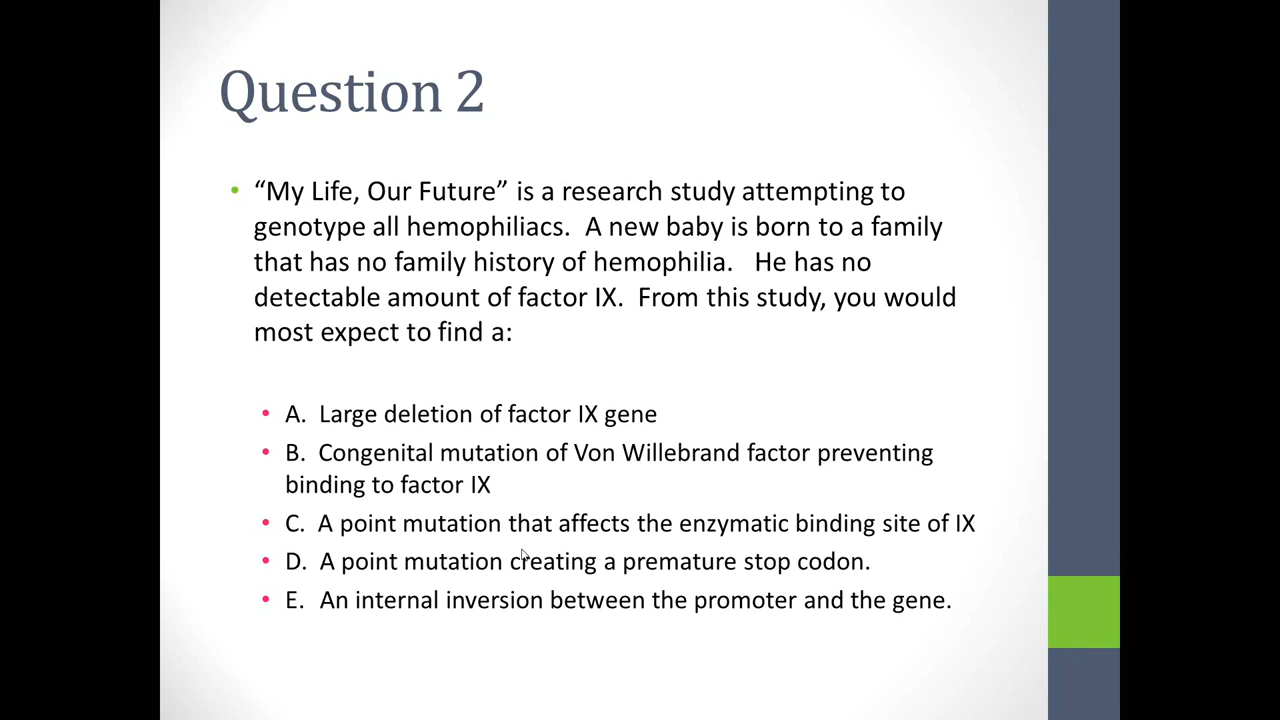 Question 2
• “My Life, Our Future” is a research study attempting to
genotype all hemophiliacs.  A new baby is born to a family
that has no family history of hemophilia.   He has no
detectable amount of factor IX.  From this study, you would
most expect to find a:
• A.  Large deletion of factor IX gene
• B.  Congenital mutation of Von Willebrand factor preventing
binding to factor IX
• C.  A point mutation that affects the enzymatic binding site of IX
• D.  A point mutation creating a premature stop codon.
• E.  An internal inversion between the promoter and the gene.